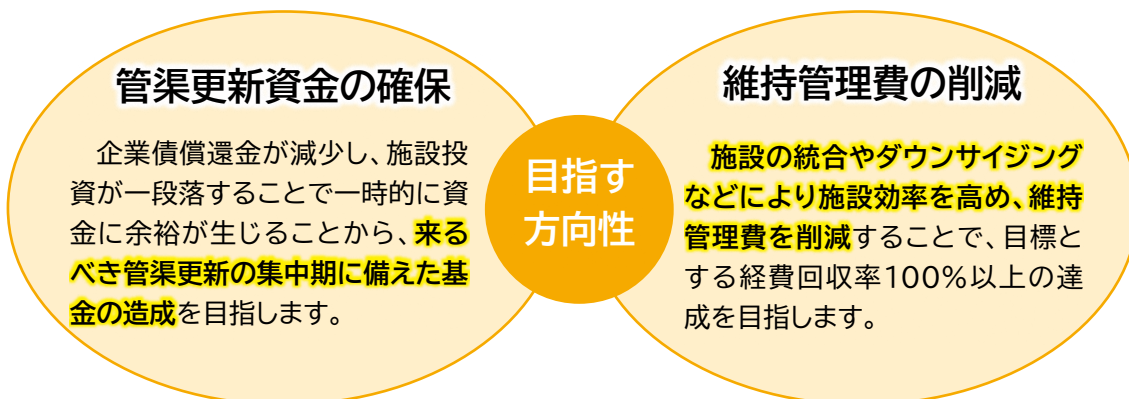 管渠更新資金の確保
企業債償還金が減少し、施設投
資が一段落することで一時的に資
金に余裕が生じることから、来る
べき管渠更新の集中期に備えた基
金の造成を目指します。
目指す
方向性
維持管理費の削減
施設の統合やダウンサイジング
などにより施設効率を高め、維持
管理費を削減することで、目標と
する経費回収率100%以上の達
成を目指します。